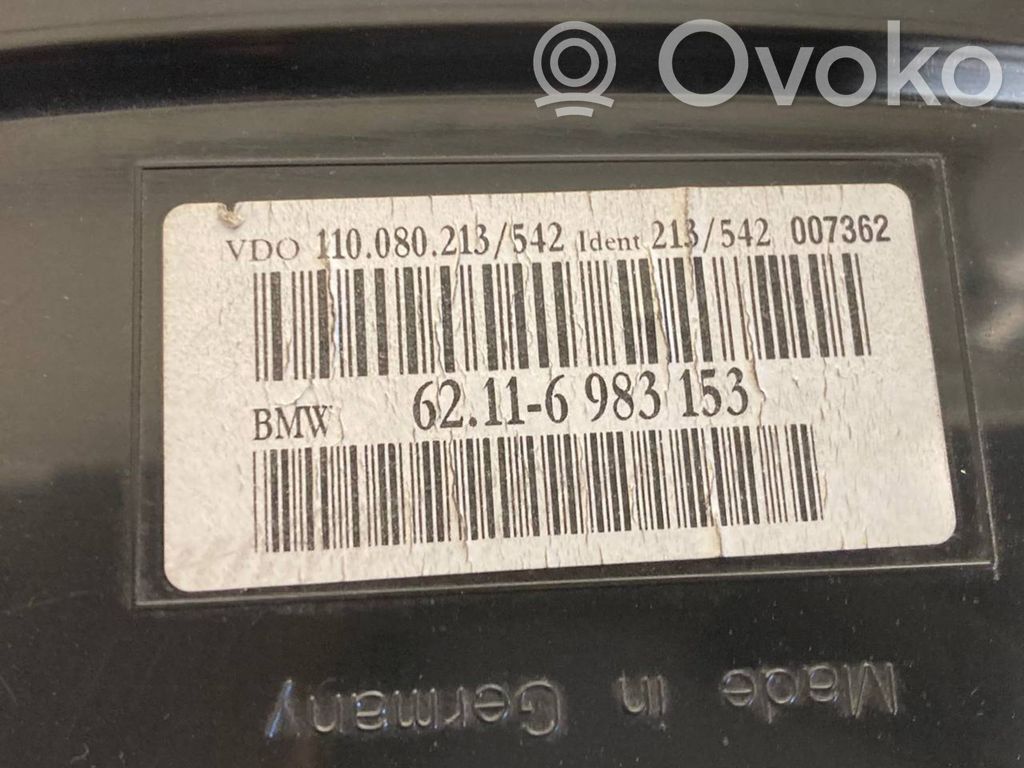 Ovoko
VDO 110.080.213/542 Ident 213/542 007362
BMW 62.11-6 983 153
Made in Germany